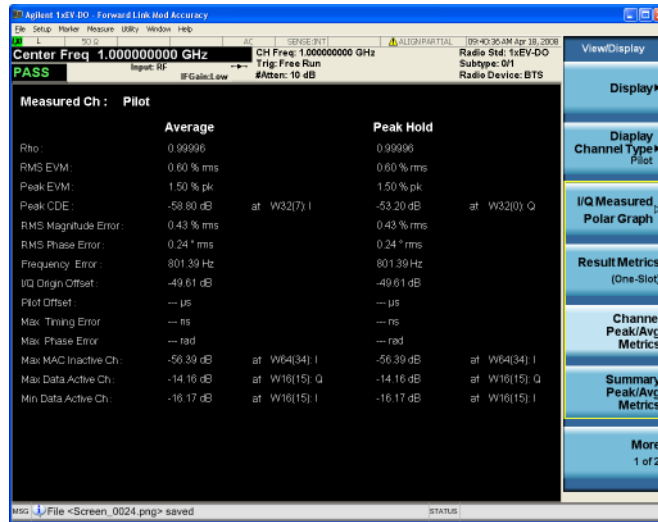 Agilent 1xEV-DO - Forward Link Mod Accuracy
File Setup Marker Measure Utility Window Help
L 50 Ω AC SENSE:INT ALIGN PARTIAL 09:40:36 AM Apr 18, 2008
Center Freq 1.000000000 GHz
CH Freq: 1.000000000 GHz
Radio Std: 1xEV-DO
Input: RF
Trig: Free Run
Subtype: 0/1
PASS
IFGain:Low
#Atten: 10 dB
Radio Device: BTS
Measured Ch : Pilot
Average Peak Hold
Rho : 0.99996 0.99996
RMS EVM : 0.60 % rms 0.60 % rms
Peak EVM : 1.50 % pk 1.50 % pk
Peak CDE : -58.80 dB at W32(7): I -53.20 dB at W32(0): Q
RMS Magnitude Error : 0.43 % rms 0.43 % rms
RMS Phase Error : 0.24 ° rms 0.24 ° rms
Frequency Error : 801.39 Hz 801.39 Hz
I/Q Origin Offset : -49.61 dB -49.61 dB
Pilot Offset : --- µs --- µs
Max Timing Error --- ns --- ns
Max Phase Error --- rad --- rad
Max MAC Inactive Ch : -56.39 dB at W64(34): I -56.39 dB at W64(34): I
Max Data Active Ch : -14.16 dB at W16(15): Q -14.16 dB at W16(15): Q
Min Data Active Ch : -16.17 dB at W16(15): I -16.17 dB at W16(15): I
View/Display
Display
Diaplay
Channel Type
Pilot
I/Q Measured
Polar Graph
Result Metrics
(One-Slot)
Channe
Peak/Avg
Metrics
Summary
Peak/Avg
Metrics
More
1 of 2
MSG File <Screen_0024.png> saved STATUS